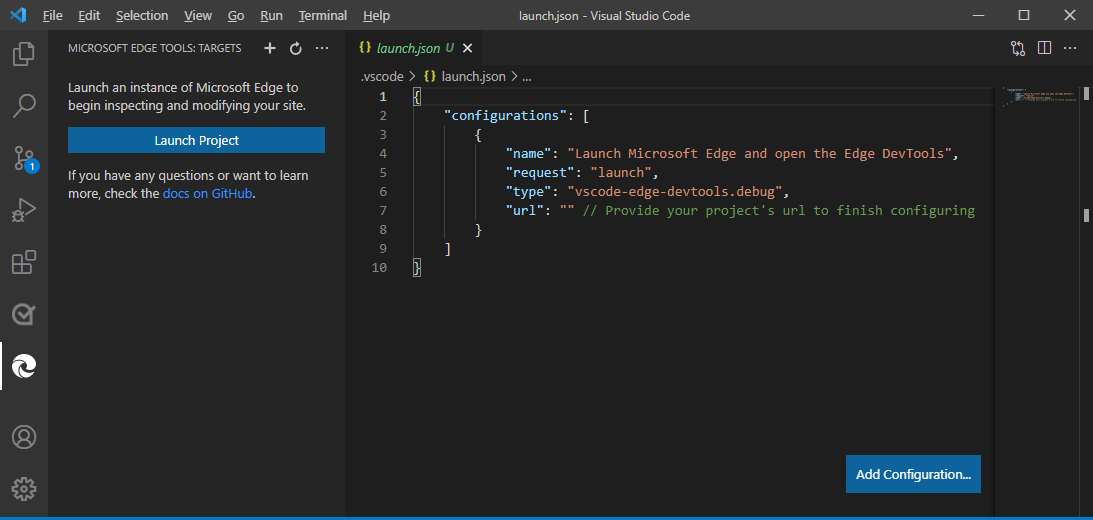 File Edit Selection View Go Run Terminal Help launch.json - Visual Studio Code
MICROSOFT EDGE TOOLS: TARGETS
Launch an instance of Microsoft Edge to
begin inspecting and modifying your site.
Launch Project
If you have any questions or want to learn
more, check the docs on GitHub.
1
{} launch.json U
.vscode > {} launch.json > ...
1 {
2 "configurations": [
3 {
4 "name": "Launch Microsoft Edge and open the Edge DevTools",
5 "request": "launch",
6 "type": "vscode-edge-devtools.debug",
7 "url": "" // Provide your project's url to finish configuring
8 }
9 ]
10 }
Add Configuration...